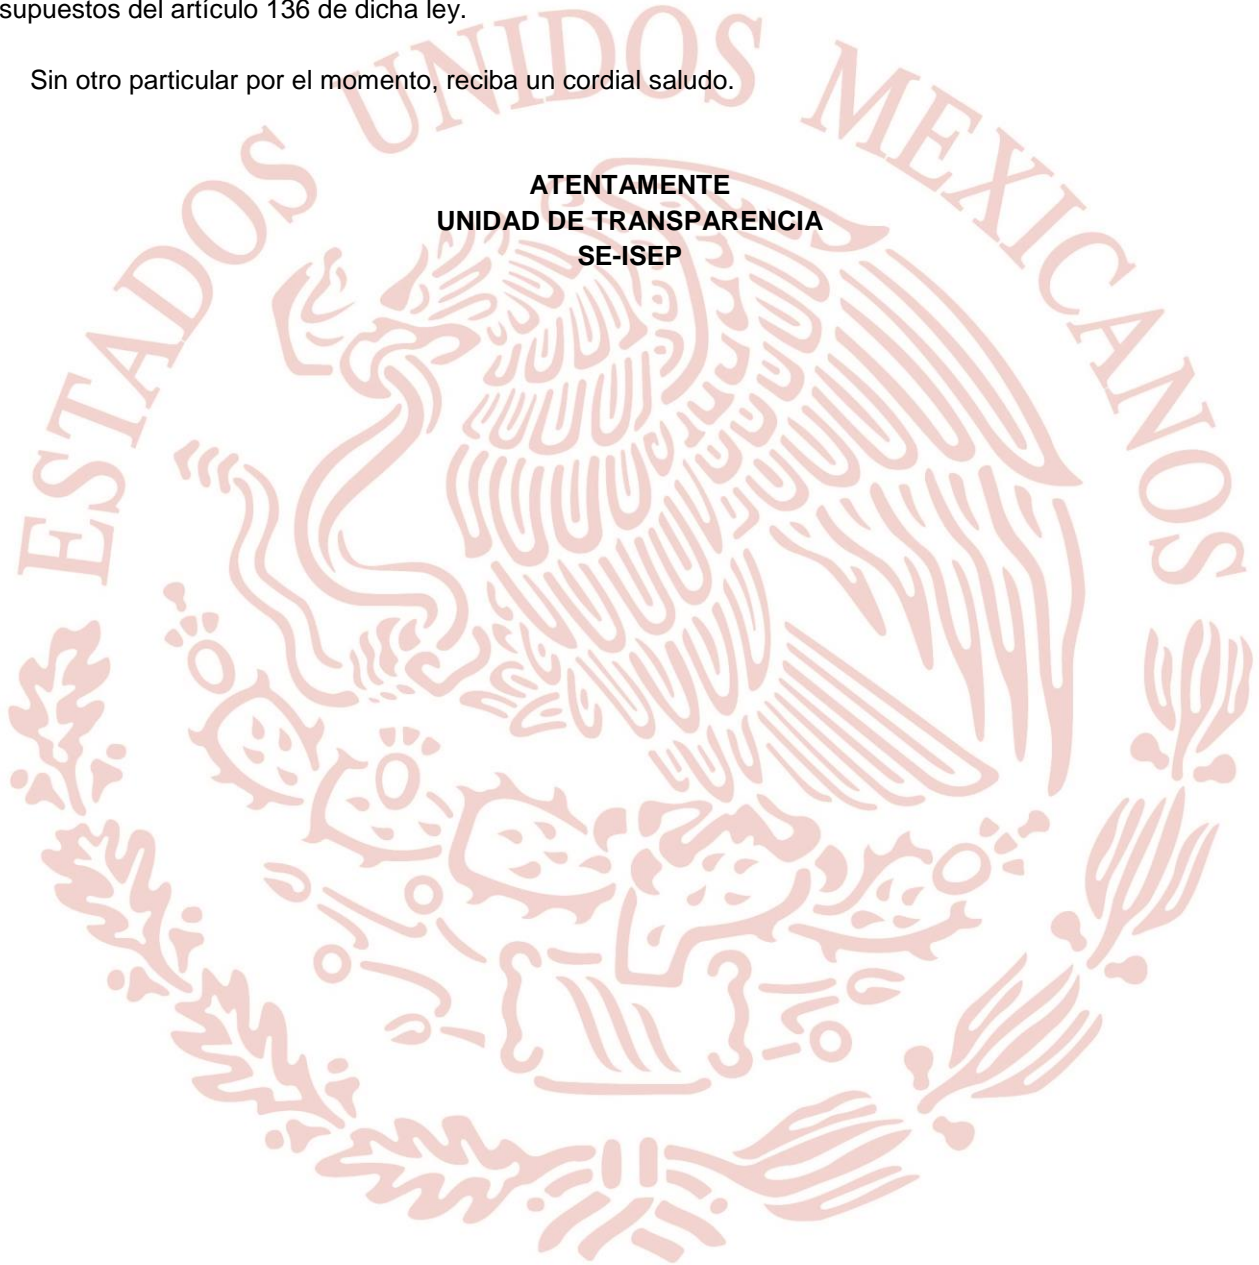 supuestos del artículo 136 de dicha ley.
Sin otro particular por el momento, reciba un cordial saludo.
ATENTAMENTE
UNIDAD DE TRANSPARENCIA
SE-ISEP
ESTADOS UNIDOS MEXICANOS